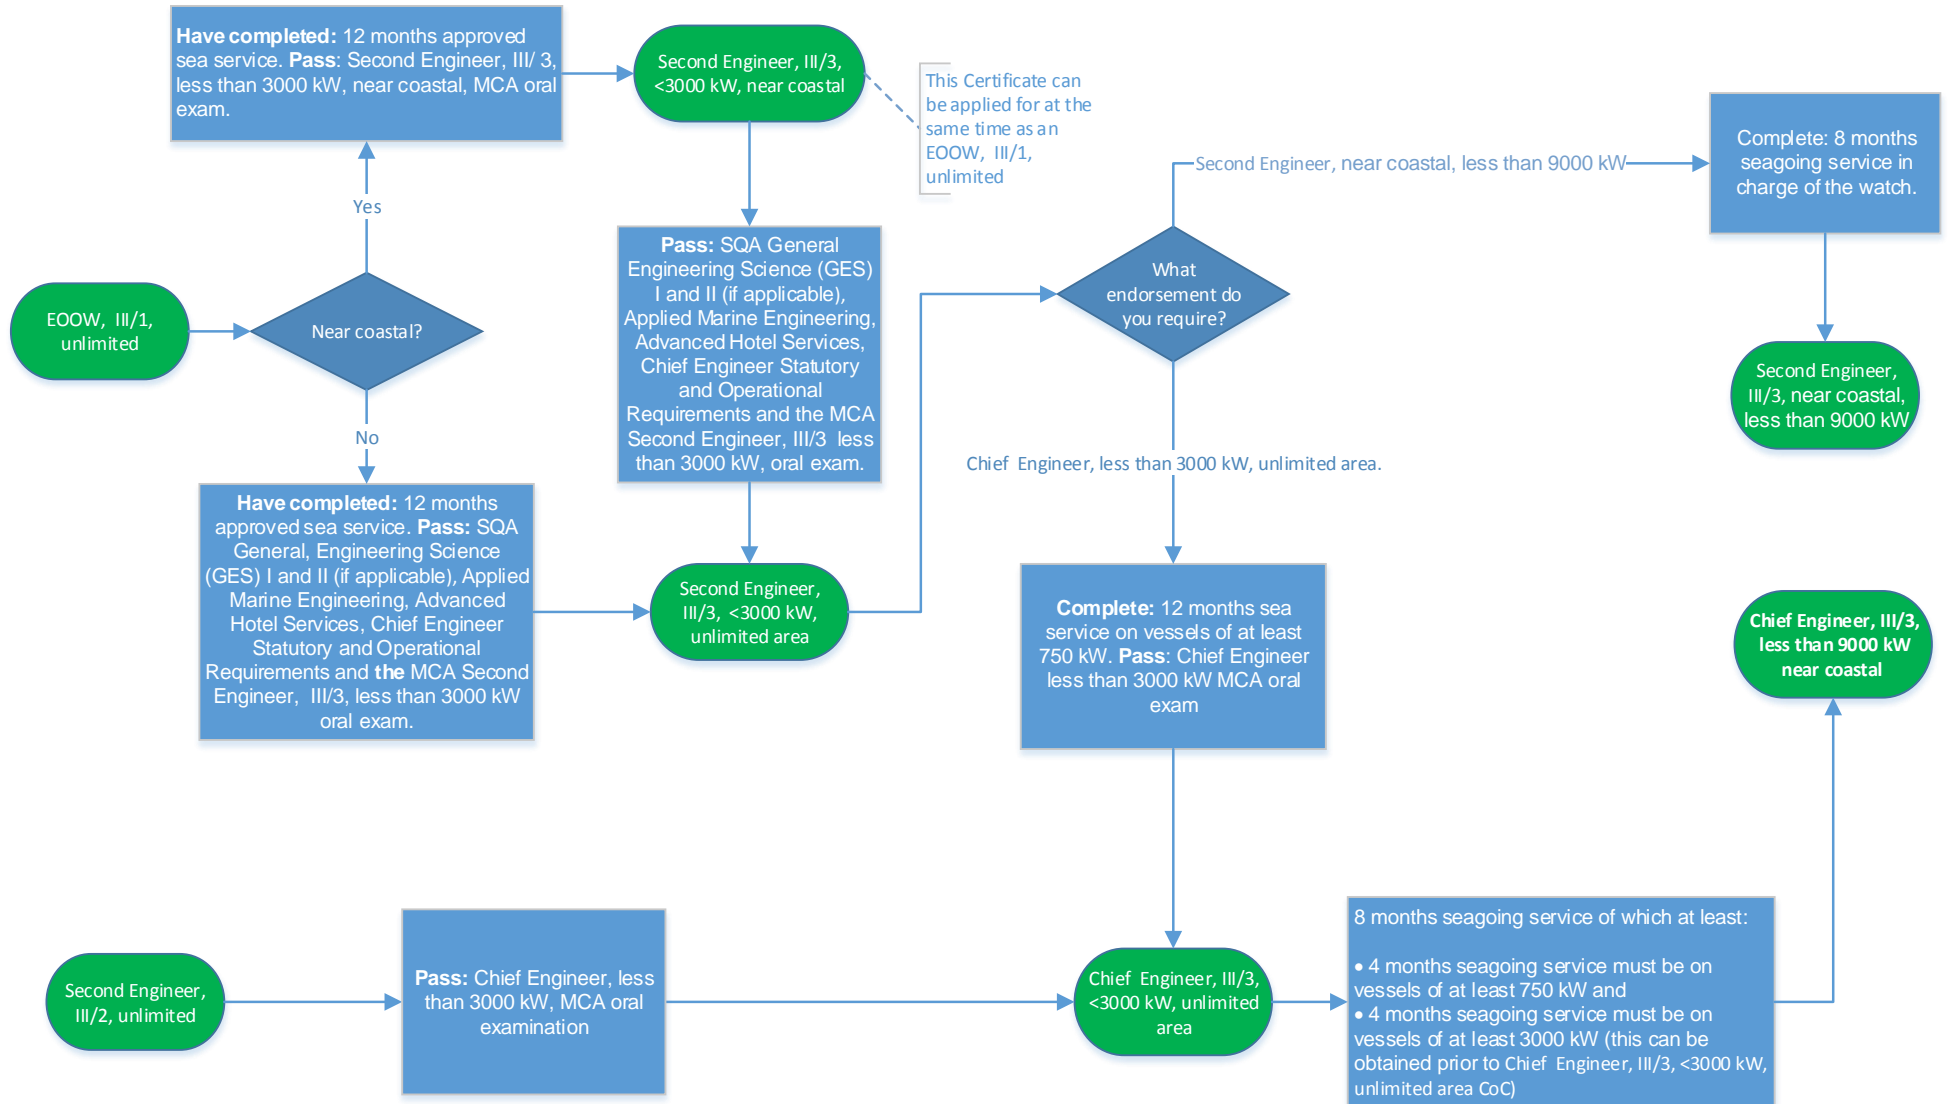 Have completed: 12 months approved
sea service. Pass: Second Engineer, III/ 3,
less than 3000 kW, near coastal, MCA oral
exam.
Second Engineer, III/3,
<3000 kW, near coastal
This Certificate can
be applied for at the
same time as an
EOOW, III/1,
unlimited
Second Engineer, near coastal, less than 9000 kW
Complete: 8 months
seagoing service in
charge of the watch.
Yes
EOOW, III/1,
unlimited
Near coastal?
Pass: SQA General
Engineering Science (GES)
I and II (if applicable),
Applied Marine Engineering,
Advanced Hotel Services,
Chief Engineer Statutory
and Operational
Requirements and the MCA
Second Engineer, III/3 less
than 3000 kW, oral exam.
What
endorsement do
you require?
Second Engineer,
III/3, near coastal,
less than 9000 kW
No
Chief Engineer, less than 3000 kW, unlimited area.
Have completed: 12 months
approved sea service. Pass: SQA
General, Engineering Science
(GES) I and II (if applicable), Applied
Marine Engineering, Advanced
Hotel Services, Chief Engineer
Statutory and Operational
Requirements and the MCA Second
Engineer, III/3, less than 3000 kW
oral exam.
Second Engineer,
III/3, <3000 kW,
unlimited area
Complete: 12 months sea
service on vessels of at least
750 kW. Pass: Chief Engineer
less than 3000 kW MCA oral
exam
Chief Engineer, III/3,
less than 9000 kW
near coastal
Second Engineer,
III/2, unlimited
Pass: Chief Engineer, less
than 3000 kW, MCA oral
examination
Chief Engineer, III/3,
<3000 kW, unlimited
area
8 months seagoing service of which at least:
• 4 months seagoing service must be on
vessels of at least 750 kW and
• 4 months seagoing service must be on
vessels of at least 3000 kW (this can be
obtained prior to Chief Engineer, III/3, <3000 kW,
unlimited area CoC)